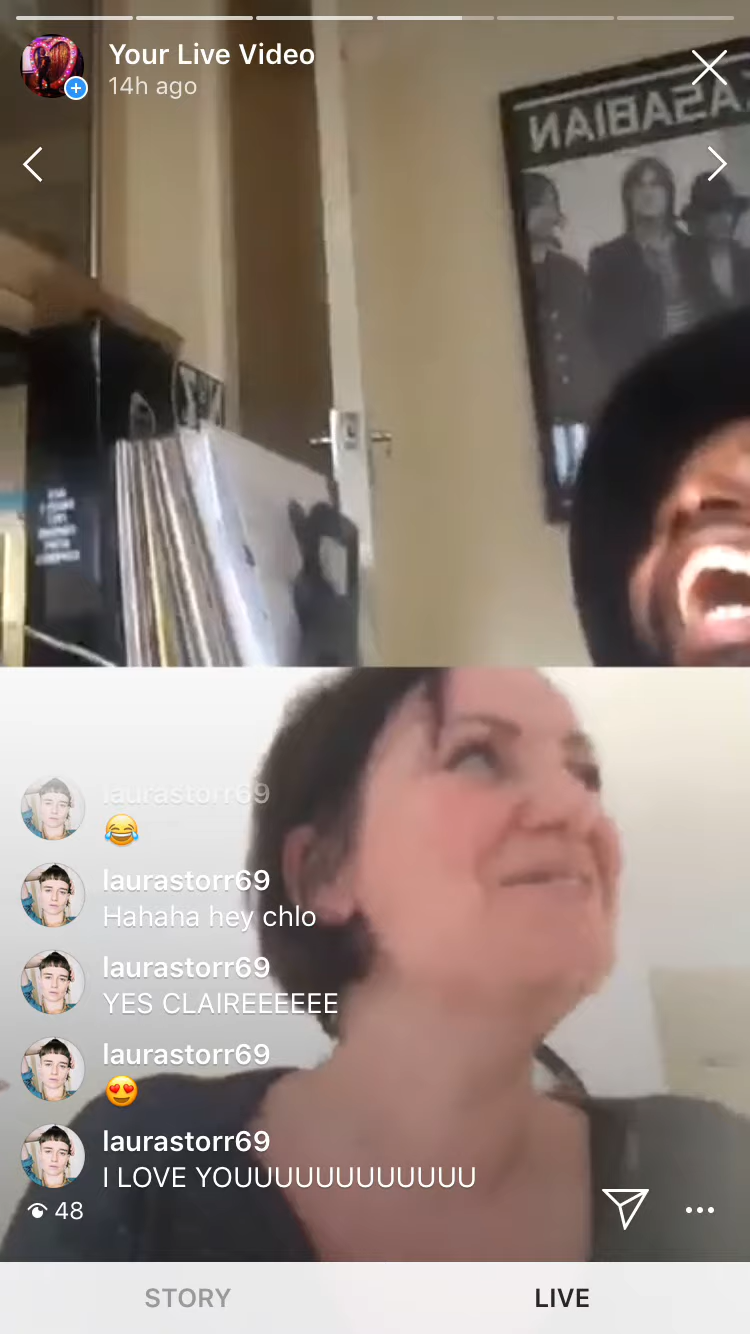 Your Live Video
14h ago
KASABIAN
laurastorr69
😂
laurastorr69
Hahaha hey chlo
laurastorr69
YES CLAIREEEEEE
laurastorr69
😍
laurastorr69
I LOVE YOUUUUUUUUUUUU
48
STORY
LIVE